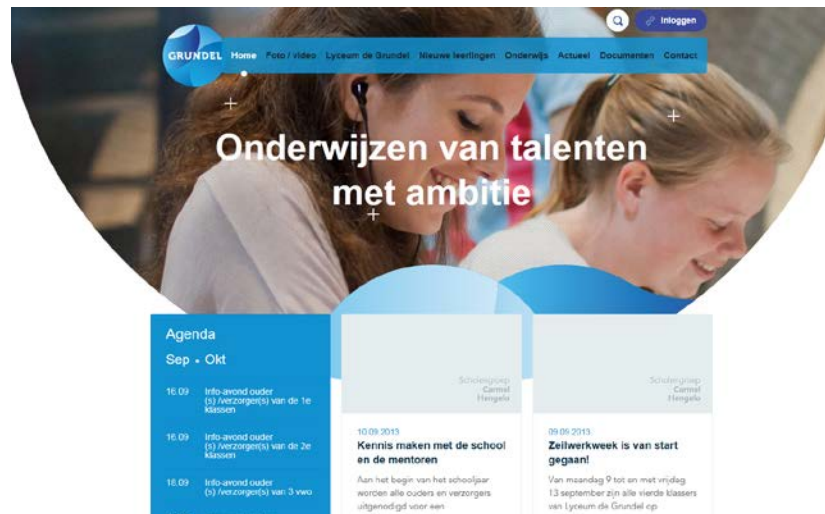 Inloggen
GRUNDEL
Home Foto / video Lyceum de Grundel Nieuwe leerlingen Onderwijs Actueel Documenten Contact
Onderwijzen van talenten
met ambitie
Agenda
Sep • Okt
16.09 Info-avond ouder
(s) /verzorger(s) van de 1e
klassen
16.09 Info-avond ouder
(s) /verzorger(s) van de 2e
klassen
16.09 Info-avond ouder
(s) /verzorger(s) van 3 vwo
Scholengroep
Carmel
Hengelo
10.09.2013
Kennis maken met de school
en de mentoren
Aan het begin van het schooljaar
worden alle ouders en verzorgers
uitgenodigd voor een
Scholengroep
Carmel
Hengelo
09.09.2013
Zeilwerkweek is van start
gegaan!
Van maandag 9 tot en met vrijdag
13 september zijn alle vierde klassers
van Lyceum de Grundel op